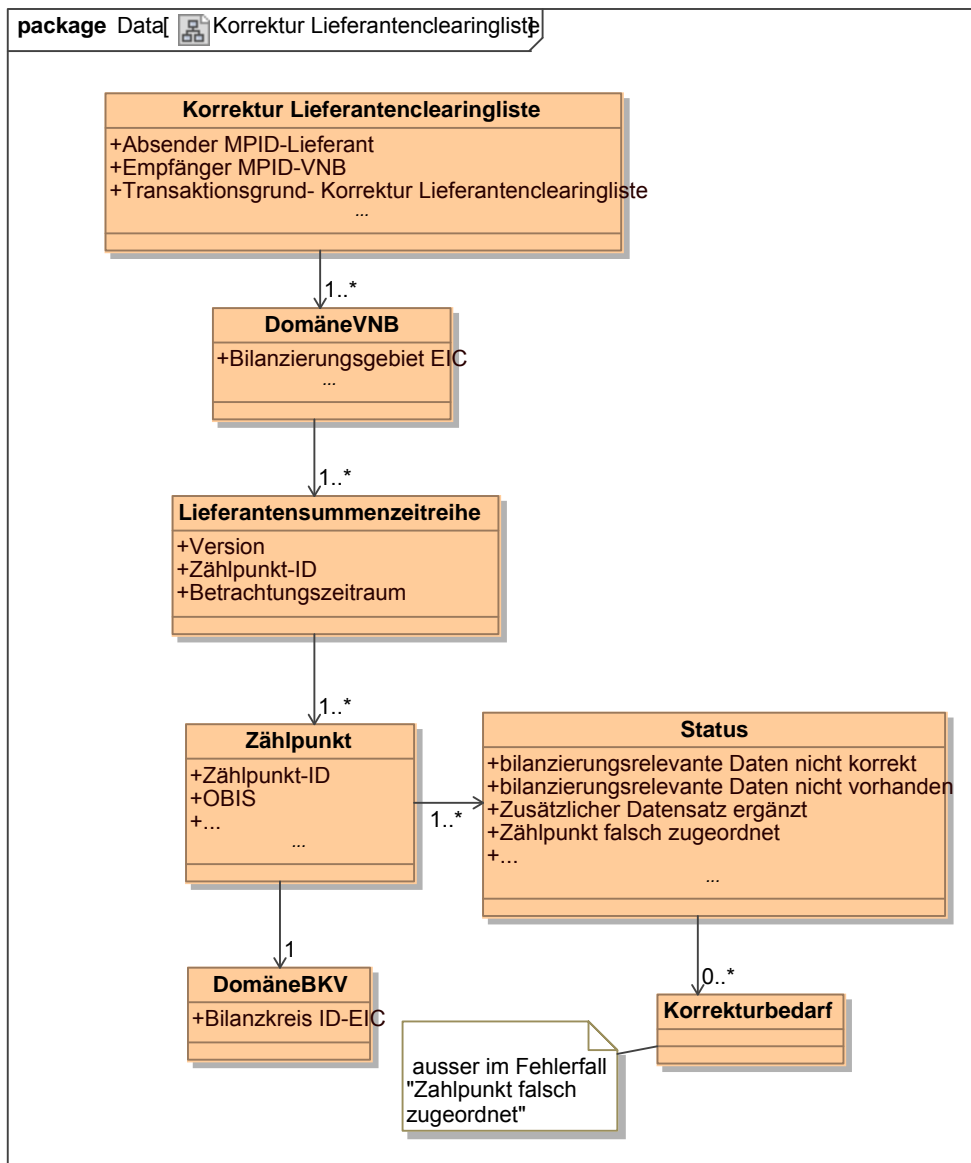 package Data[ Korrektur Lieferantenclearingliste]
Korrektur Lieferantenclearingliste
+Absender MPID-Lieferant
+Empfänger MPID-VNB
+Transaktionsgrund- Korrektur Lieferantenclearingliste
...
1..*
DomäneVNB
+Bilanzierungsgebiet EIC
...
1..*
Lieferantensummenzeitreihe
+Version
+Zählpunkt-ID
+Betrachtungszeitraum
1..*
Zählpunkt
+Zählpunkt-ID
+OBIS
+...
...
1..*
Status
+bilanzierungsrelevante Daten nicht korrekt
+bilanzierungsrelevante Daten nicht vorhanden
+Zusätzlicher Datensatz ergänzt
+Zählpunkt falsch zugeordnet
+...
...
1
DomäneBKV
+Bilanzkreis ID-EIC
0..*
Korrekturbedarf
ausser im Fehlerfall
"Zahlpunkt falsch
zugeordnet"